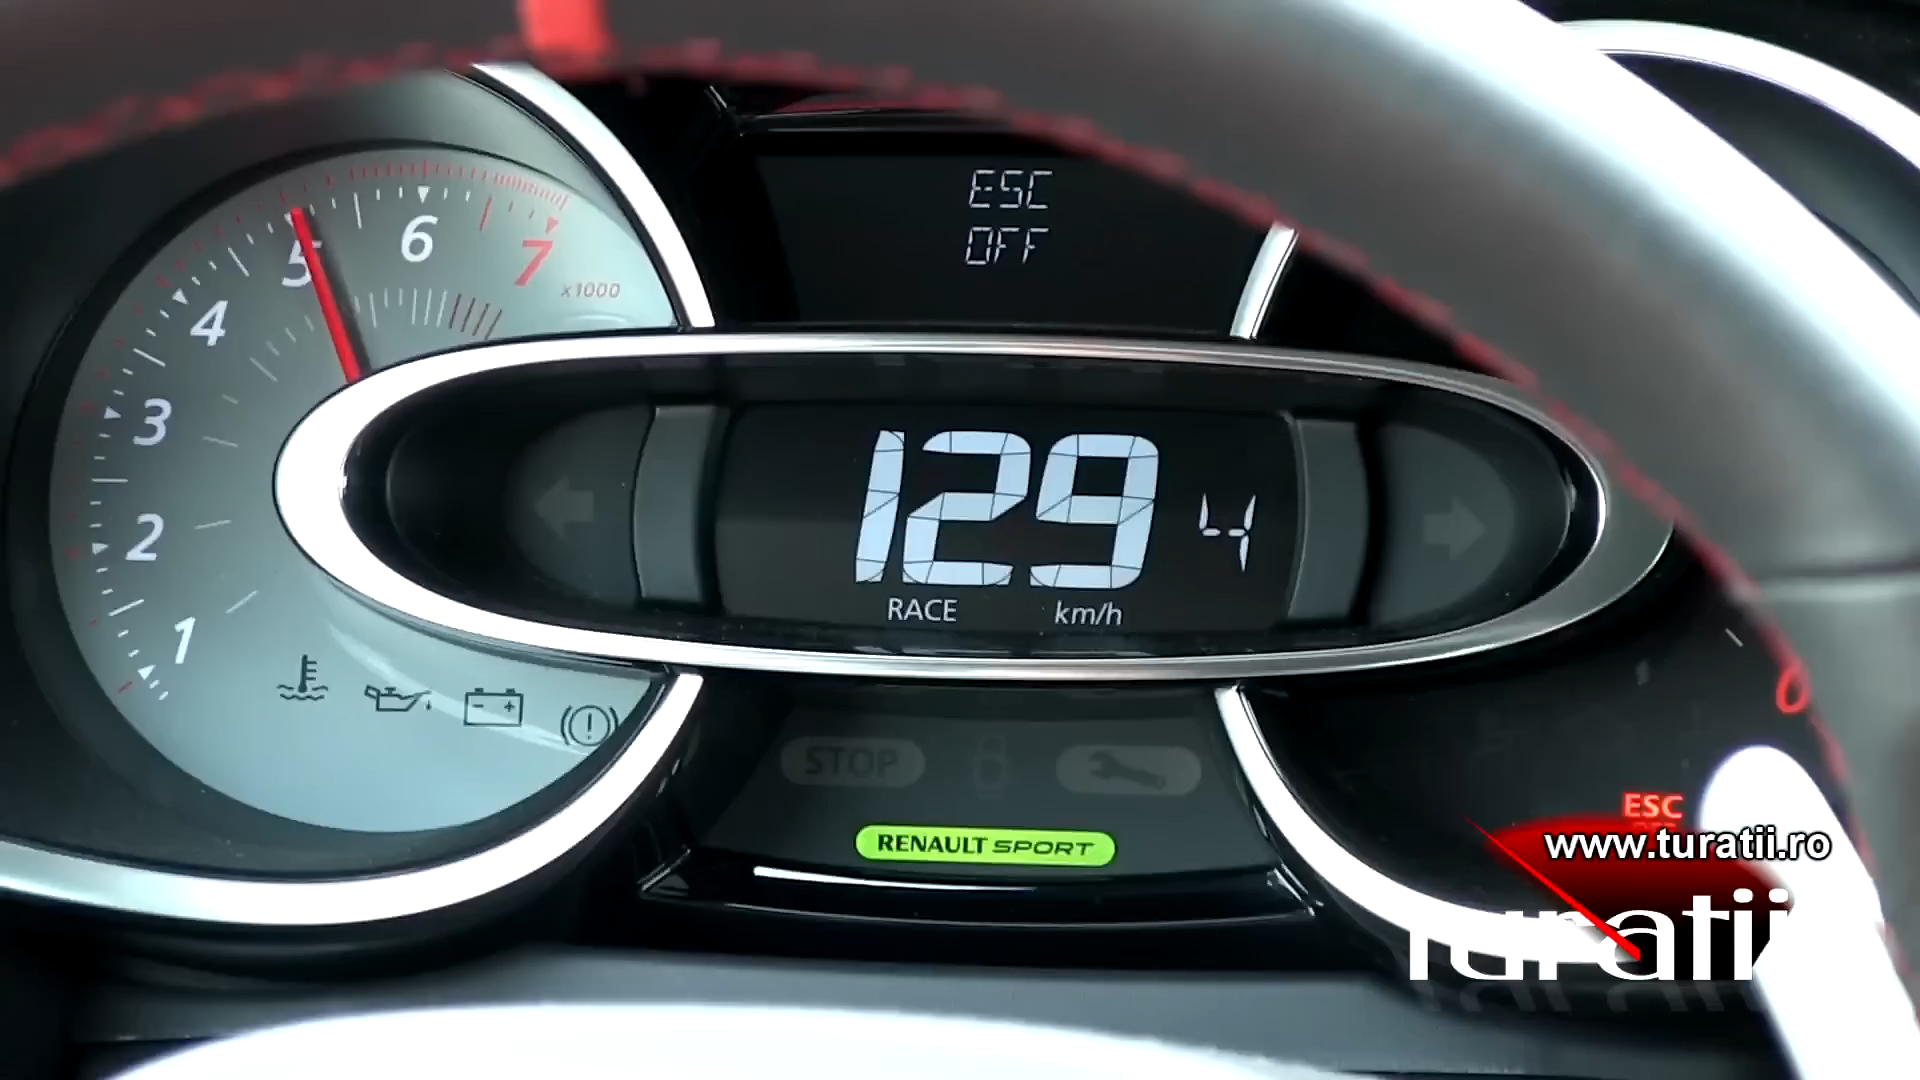 ESC
OFF
1
2
3
4
5
6
7
x1000
129
4
RACE
km/h
STOP
RENAULT SPORT
ESC
www.turatii.ro
turatii